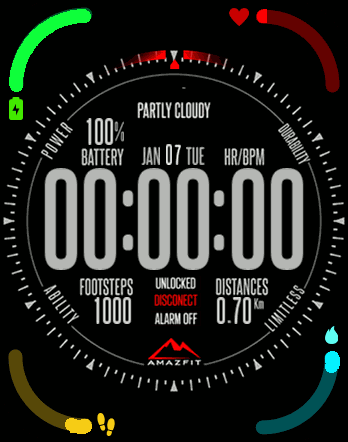 PARTLY CLOUDY
POWER
DURABILITY
100%
BATTERY
JAN 07 TUE
HR/BPM
00:00:00
FOOTSTEPS
1000
UNLOCKED
DISCONECT
ALARM OFF
DISTANCES
0.70 Km
ABILITY
LIMITLESS
AMAZFIT